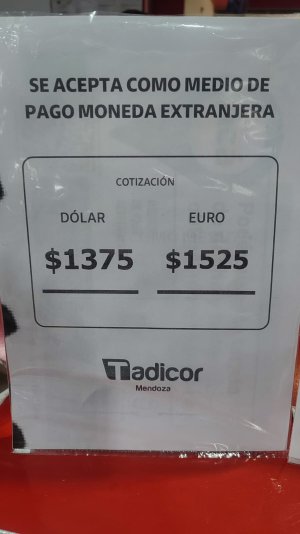 SE ACEPTA COMO MEDIO DE
PAGO MONEDA EXTRANJERA
COTIZACIÓN
DÓLAR EURO
$1375 $1525
Tadicor
Mendoza